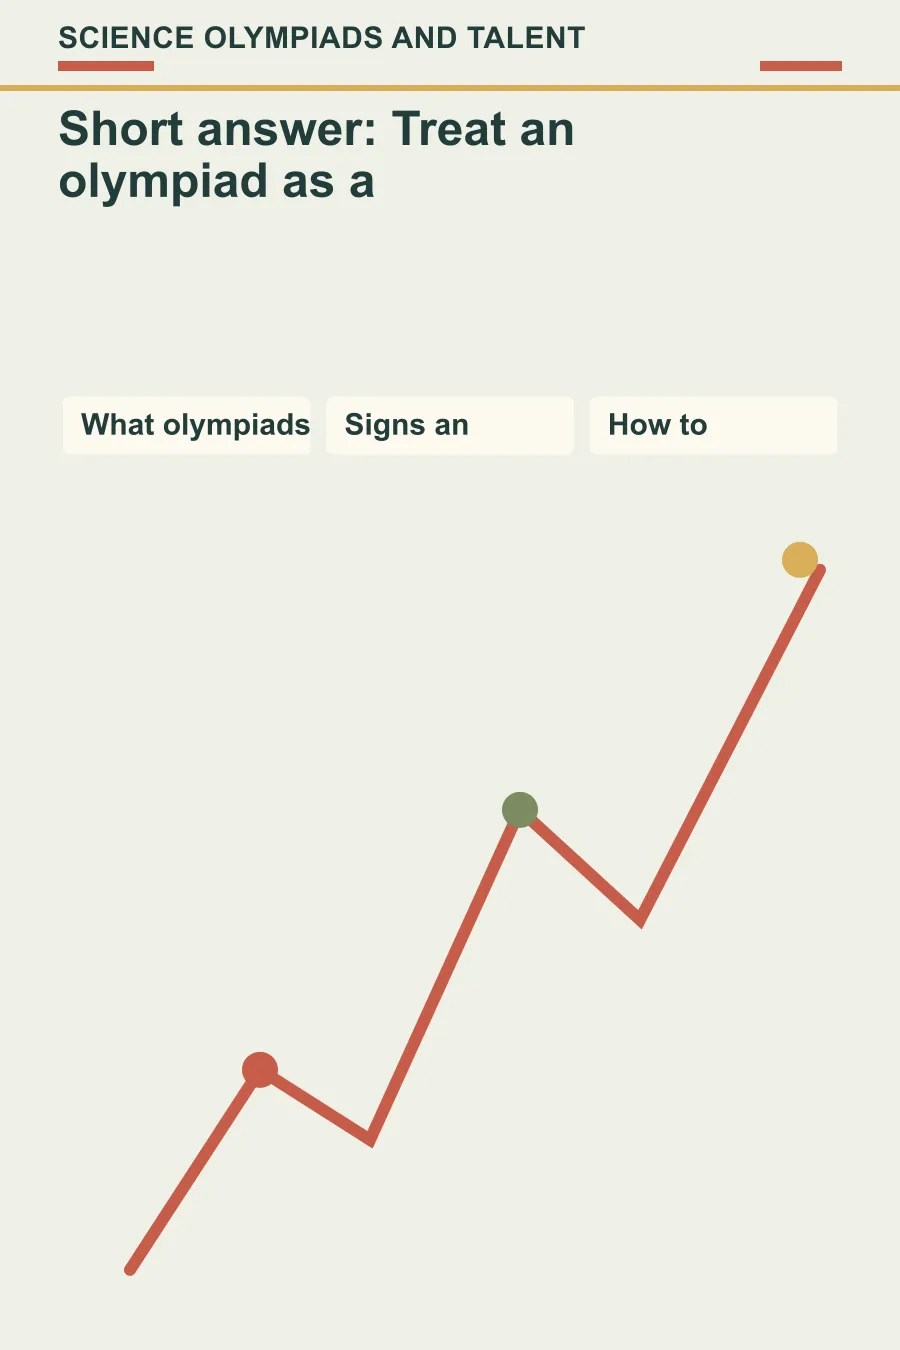 SCIENCE OLYMPIADS AND TALENT
Short answer: Treat an
olympiad as a
What olympiads
Signs an
How to